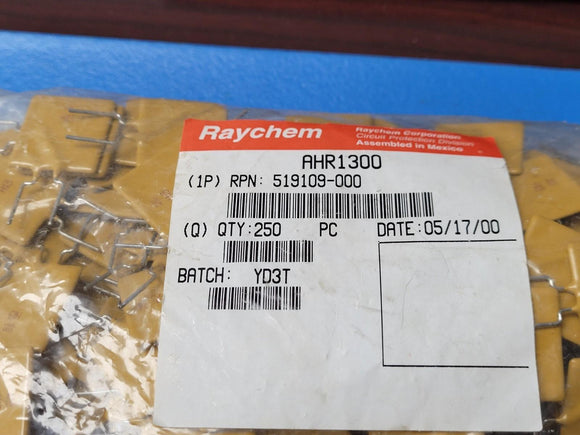 Raychem
Raychem Corporation
Circuit Protection Division
Assembled in Mexico
AHR1300
(1P) RPN: 519109-000
(Q) QTY:250 PC DATE:05/17/00
BATCH: YD3T